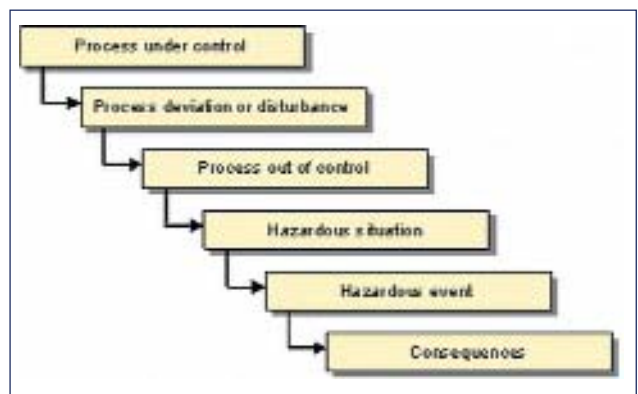 Process under control
Process deviation or disturbance
Process out of control
Hazardous situation
Hazardous event
Consequences